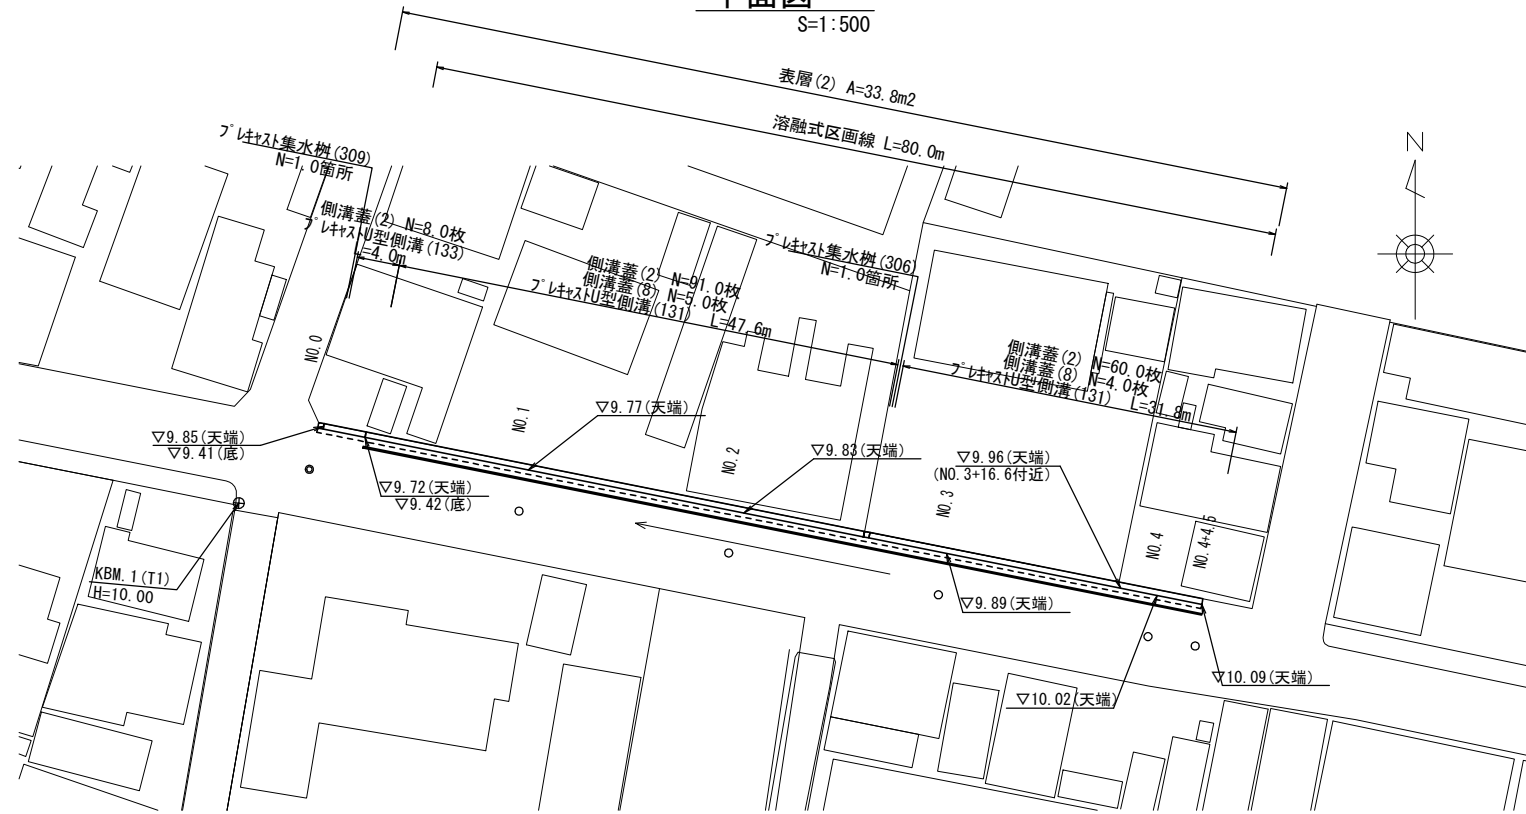 平面図
S=1:500
表層(2) A=33.8m2
溶融式区画線 L=80.0m
プレキャスト集水桝(309)
N=1.0箇所
側溝蓋(2) N=8.0枚
プレキャストU型側溝(133)
L=4.0m
側溝蓋(2) N=91.0枚
側溝蓋(8) N=5.0枚
プレキャストU型側溝(131) L=47.6m
プレキャスト集水桝(306)
N=1.0箇所
側溝蓋(2) N=60.0枚
側溝蓋(8) N=4.0枚
プレキャストU型側溝(131) L=31.8m
N
NO.0
NO.1
NO.2
NO.3
NO.4
NO.4+4.5
▽9.85(天端)
▽9.41(底)
▽9.77(天端)
▽9.83(天端)
▽9.96(天端)
(NO.3+16.6付近)
▽9.72(天端)
▽9.42(底)
KBM.1(T1)
H=10.00
▽9.89(天端)
▽10.02(天端)
▽10.09(天端)